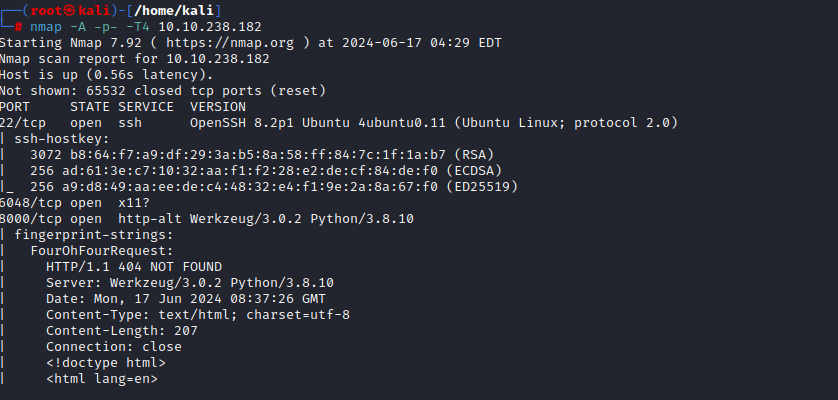 ┌──(root㉿kali)-[/home/kali]
└─# nmap -A -p- -T4 10.10.238.182
Starting Nmap 7.92 ( https://nmap.org ) at 2024-06-17 04:29 EDT
Nmap scan report for 10.10.238.182
Host is up (0.56s latency).
Not shown: 65532 closed tcp ports (reset)
PORT     STATE SERVICE  VERSION
22/tcp   open  ssh      OpenSSH 8.2p1 Ubuntu 4ubuntu0.11 (Ubuntu Linux; protocol 2.0)
| ssh-hostkey:
|   3072 b8:64:f7:a9:df:29:3a:b5:8a:58:ff:84:7c:1f:1a:b7 (RSA)
|   256 ad:61:3e:c7:10:32:aa:f1:f2:28:e2:de:cf:84:de:f0 (ECDSA)
|_  256 a9:d8:49:aa:ee:de:c4:48:32:e4:f1:9e:2a:8a:67:f0 (ED25519)
6048/tcp open  x11?
8000/tcp open  http-alt Werkzeug/3.0.2 Python/3.8.10
| fingerprint-strings:
|   FourOhFourRequest:
|     HTTP/1.1 404 NOT FOUND
|     Server: Werkzeug/3.0.2 Python/3.8.10
|     Date: Mon, 17 Jun 2024 08:37:26 GMT
|     Content-Type: text/html; charset=utf-8
|     Content-Length: 207
|     Connection: close
|     <!doctype html>
|     <html lang=en>